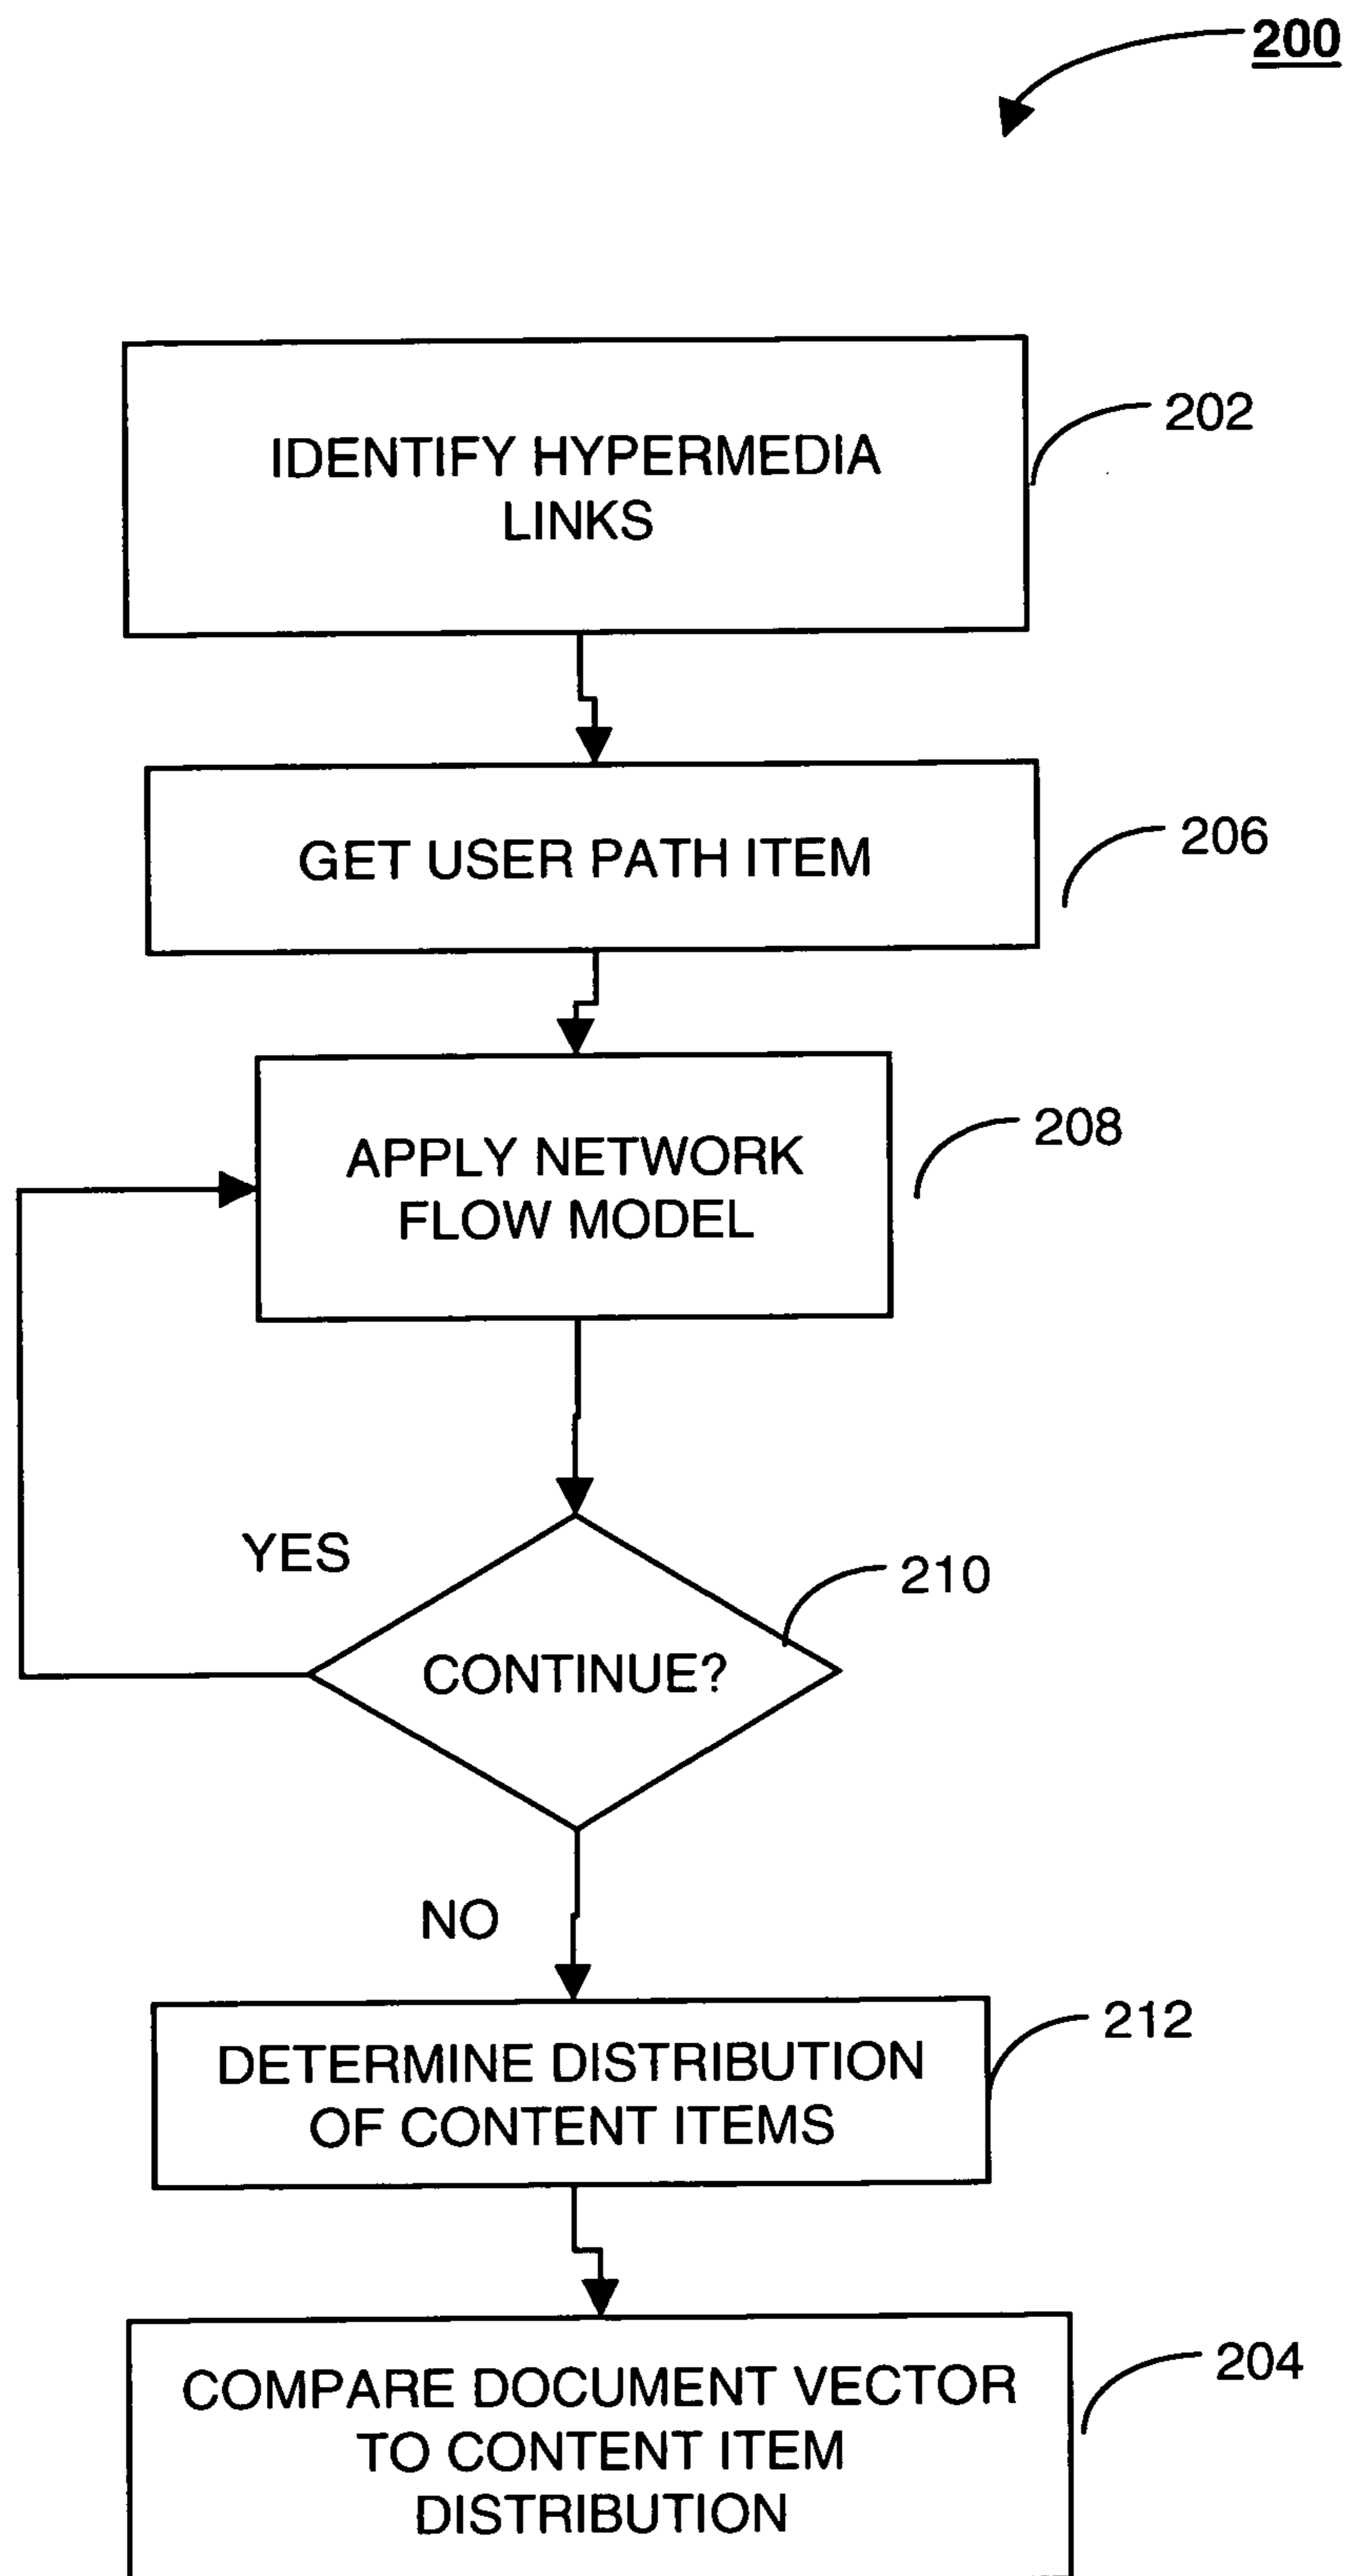 200
IDENTIFY HYPERMEDIA
LINKS
202
GET USER PATH ITEM
206
APPLY NETWORK
FLOW MODEL
208
YES
CONTINUE?
210
NO
DETERMINE DISTRIBUTION
OF CONTENT ITEMS
212
COMPARE DOCUMENT VECTOR
TO CONTENT ITEM
DISTRIBUTION
204